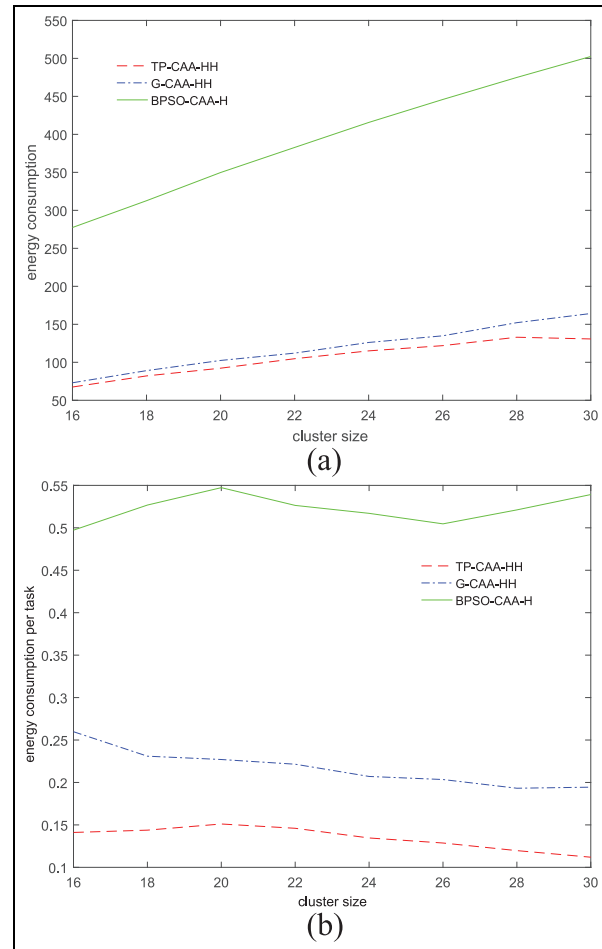 550
500
450
400
350
300
250
200
150
100
50
energy consumption
TP-CAA-HH
G-CAA-HH
BPSO-CAA-H
16 18 20 22 24 26 28 30
cluster size
(a)
0.55
0.5
0.45
0.4
0.35
0.3
0.25
0.2
0.15
0.1
energy consumption per task
TP-CAA-HH
G-CAA-HH
BPSO-CAA-H
16 18 20 22 24 26 28 30
cluster size
(b)